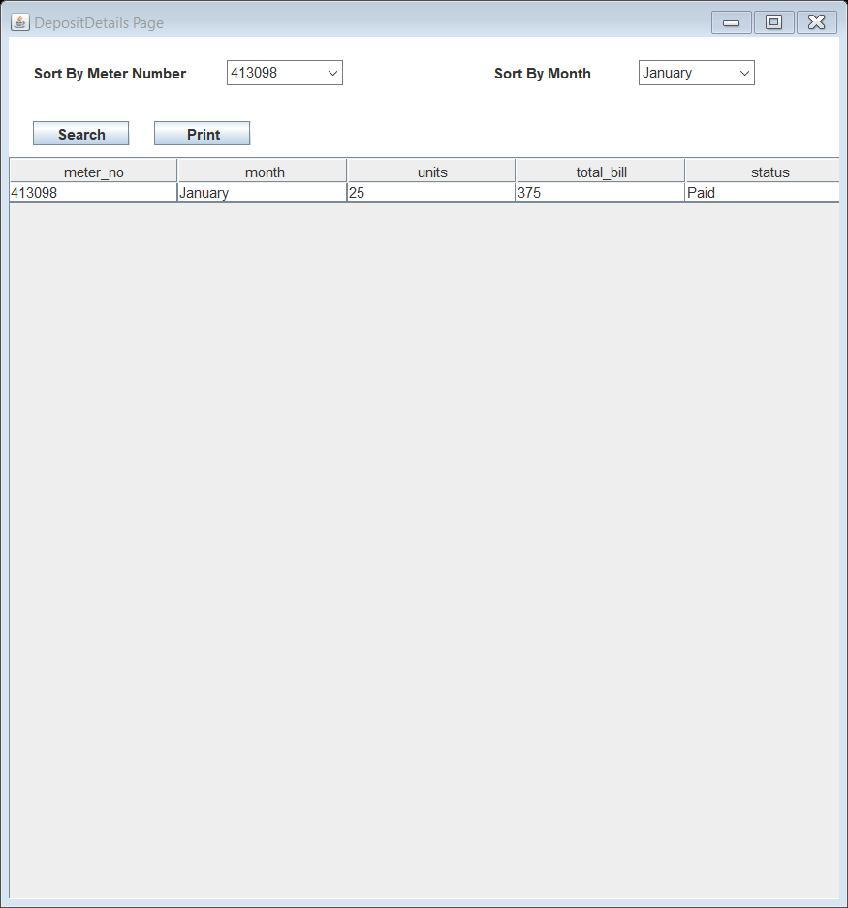 DepositDetails Page
Sort By Meter Number 413098 Sort By Month January
Search Print
meter_no month units total_bill status
413098 January 25 375 Paid